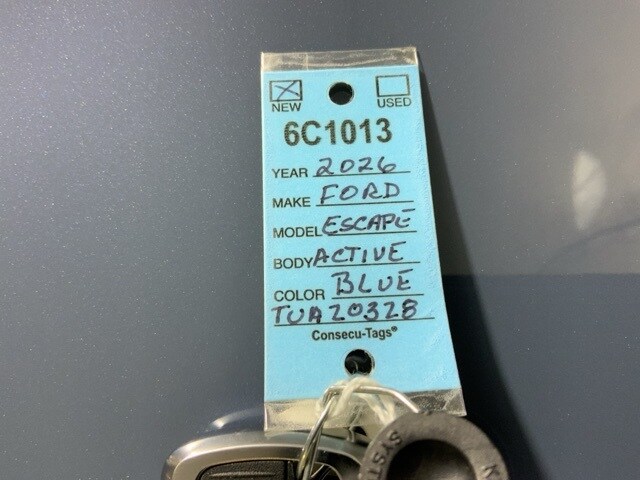 NEW USED
6C1013
YEAR 2026
MAKE FORD
MODEL ESCAPE
BODY ACTIVE
COLOR BLUE
TUA20328
Consecu-Tags®